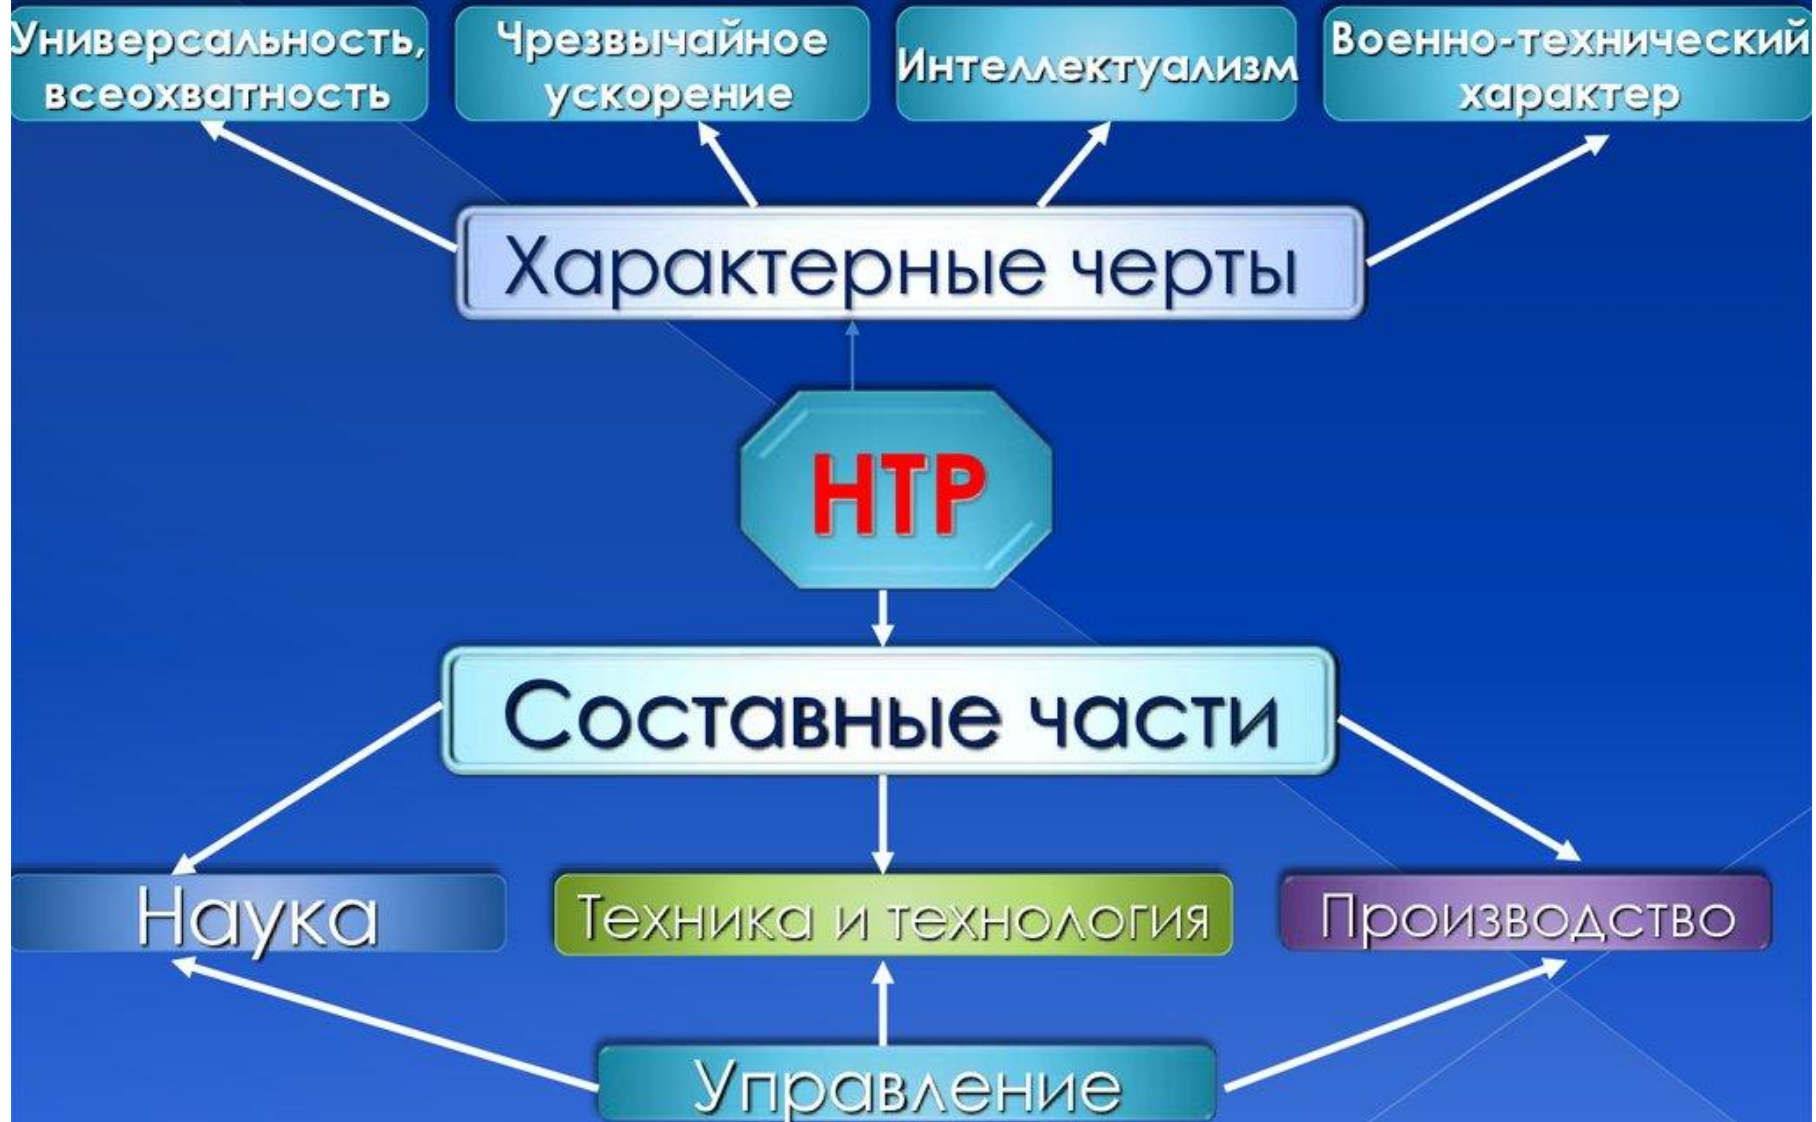 Универсальность,
всеохватность
Чрезвычайное
ускорение
Интеллектуализм
Военно-технический
характер
Характерные черты
НТР
Составные части
Наука
Техника и технология
Производство
Управление